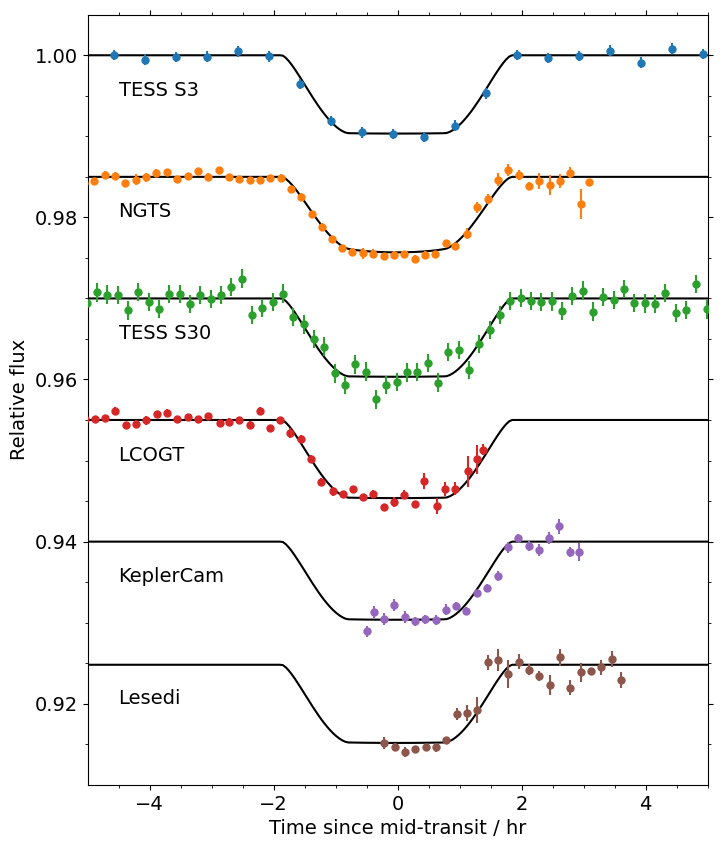 1.00
TESS S3
0.98
NGTS
TESS S30
0.96
Relative flux
LCOGT
0.94
KeplerCam
Lesedi
0.92
−4 −2 0 2 4
Time since mid-transit / hr